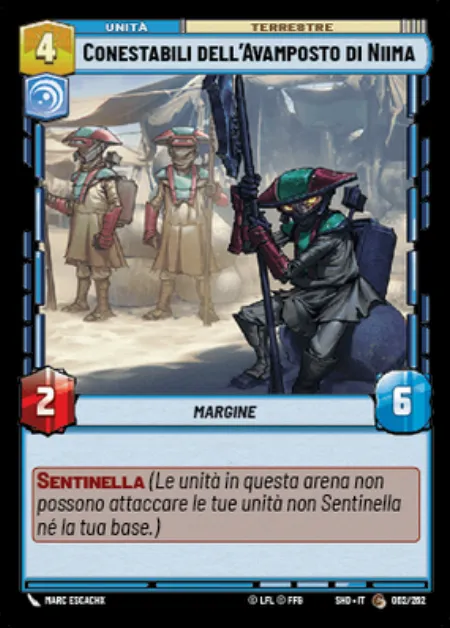 UNITÀ
TERRESTRE
4
CONESTABILI DELL'AVAMPOSTO DI NIIMA
2
MARGINE
6
SENTINELLA (Le unità in questa arena non
possono attaccare le tue unità non Sentinella
né la tua base.)
MARC ESCACHX
© LFL © FFG
SHD • IT
062/262